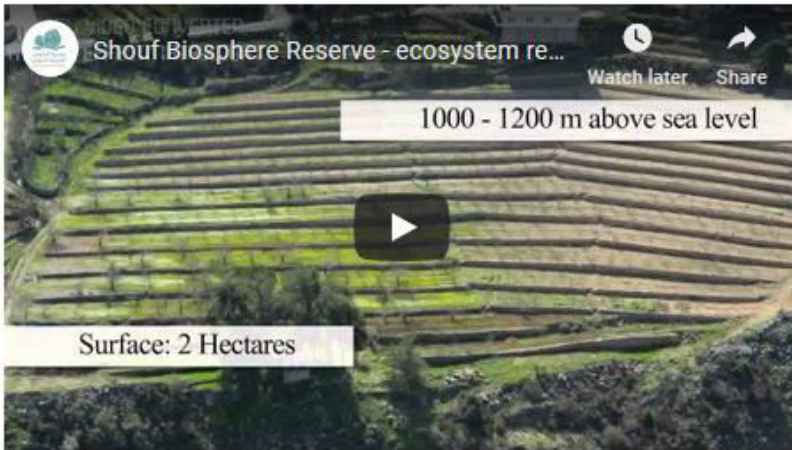 Shouf Biosphere Reserve - ecosystem re...
Watch later
Share
1000 - 1200 m above sea level
Surface: 2 Hectares